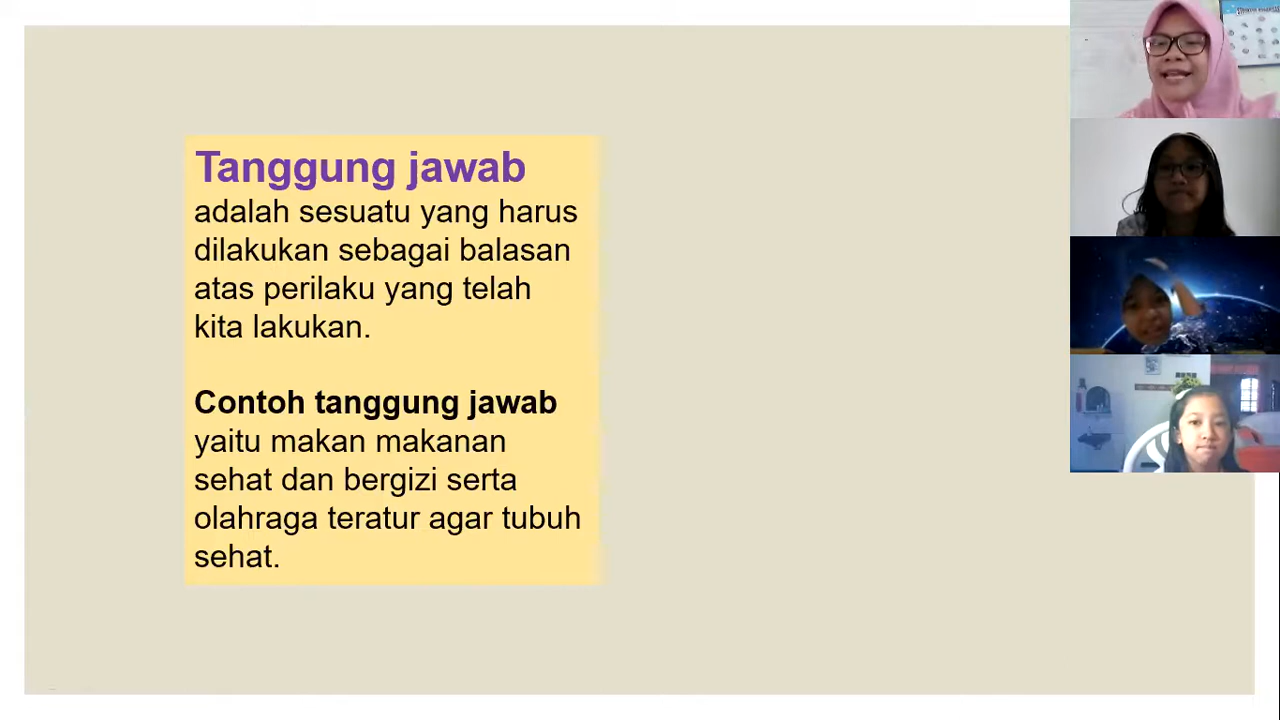 Tanggung jawab
adalah sesuatu yang harus
dilakukan sebagai balasan
atas perilaku yang telah
kita lakukan.
Contoh tanggung jawab
yaitu makan makanan
sehat dan bergizi serta
olahraga teratur agar tubuh
sehat.